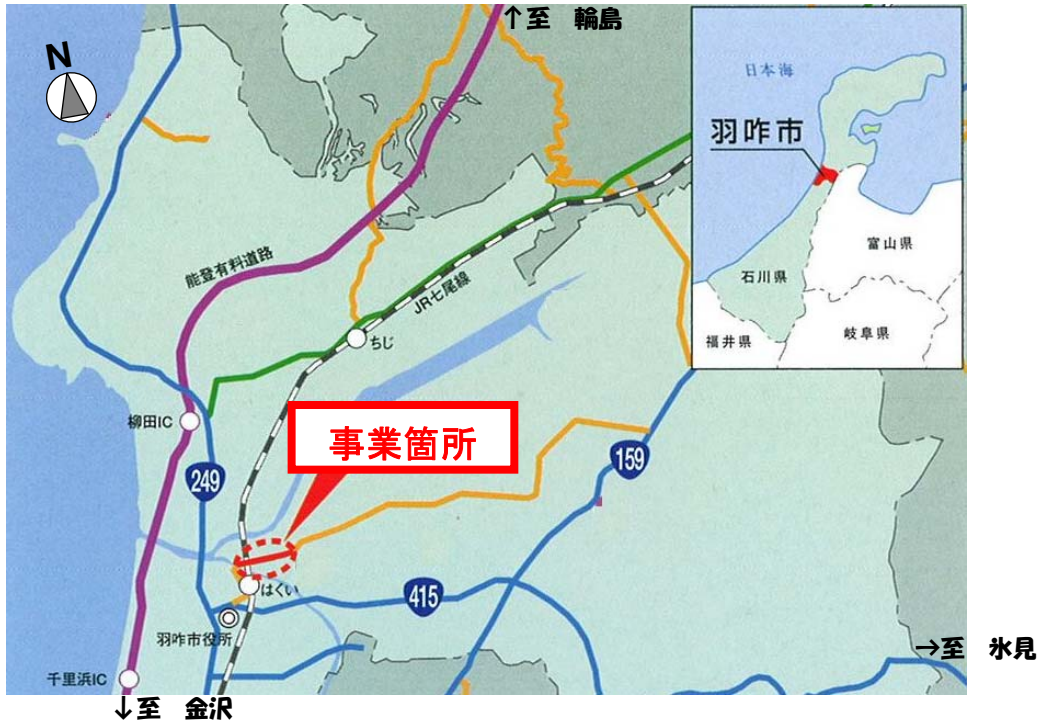 ↑至 輪島
N
日本海
羽咋市
富山県
石川県
福井県
岐阜県
能登有料道路
JR七尾線
ちじ
柳田IC
事業箇所
249
159
はくい
415
羽咋市役所
千里浜IC
→至 氷見
↓至 金沢